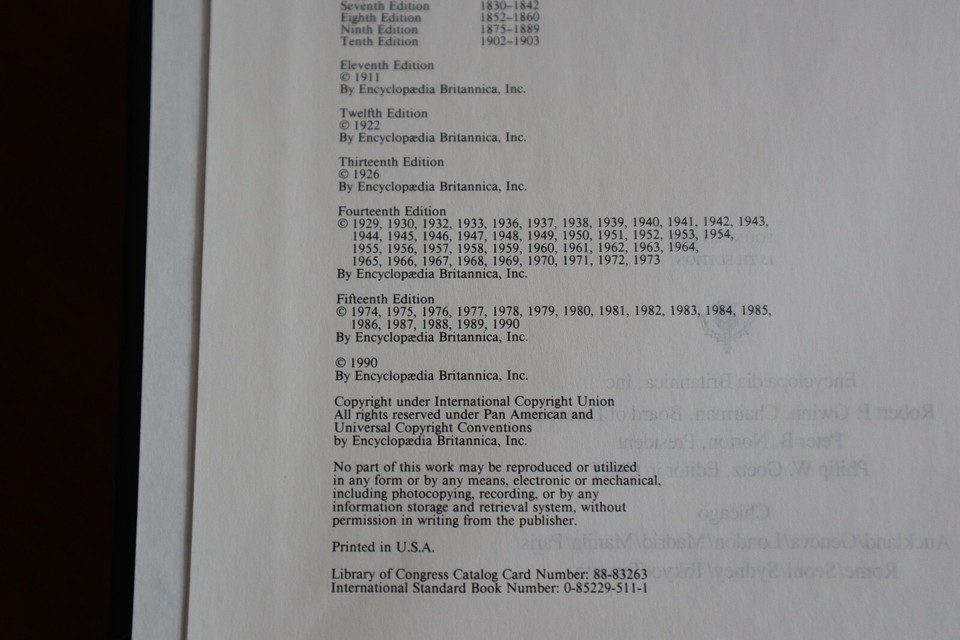 Seventh Edition 1830–1842
Eighth Edition 1852–1860
Ninth Edition 1875–1889
Tenth Edition 1902–1903
Eleventh Edition
© 1911
By Encyclopædia Britannica, Inc.
Twelfth Edition
© 1922
By Encyclopædia Britannica, Inc.
Thirteenth Edition
© 1926
By Encyclopædia Britannica, Inc.
Fourteenth Edition
© 1929, 1930, 1932, 1933, 1936, 1937, 1938, 1939, 1940, 1941, 1942, 1943,
1944, 1945, 1946, 1947, 1948, 1949, 1950, 1951, 1952, 1953, 1954,
1955, 1956, 1957, 1958, 1959, 1960, 1961, 1962, 1963, 1964,
1965, 1966, 1967, 1968, 1969, 1970, 1971, 1972, 1973
By Encyclopædia Britannica, Inc.
Fifteenth Edition
© 1974, 1975, 1976, 1977, 1978, 1979, 1980, 1981, 1982, 1983, 1984, 1985,
1986, 1987, 1988, 1989, 1990
By Encyclopædia Britannica, Inc.
© 1990
By Encyclopædia Britannica, Inc.
Copyright under International Copyright Union
All rights reserved under Pan American and
Universal Copyright Conventions
by Encyclopædia Britannica, Inc.
No part of this work may be reproduced or utilized
in any form or by any means, electronic or mechanical,
including photocopying, recording, or by any
information storage and retrieval system, without
permission in writing from the publisher.
Printed in U.S.A.
Library of Congress Catalog Card Number: 88-83263
International Standard Book Number: 0-85229-511-1